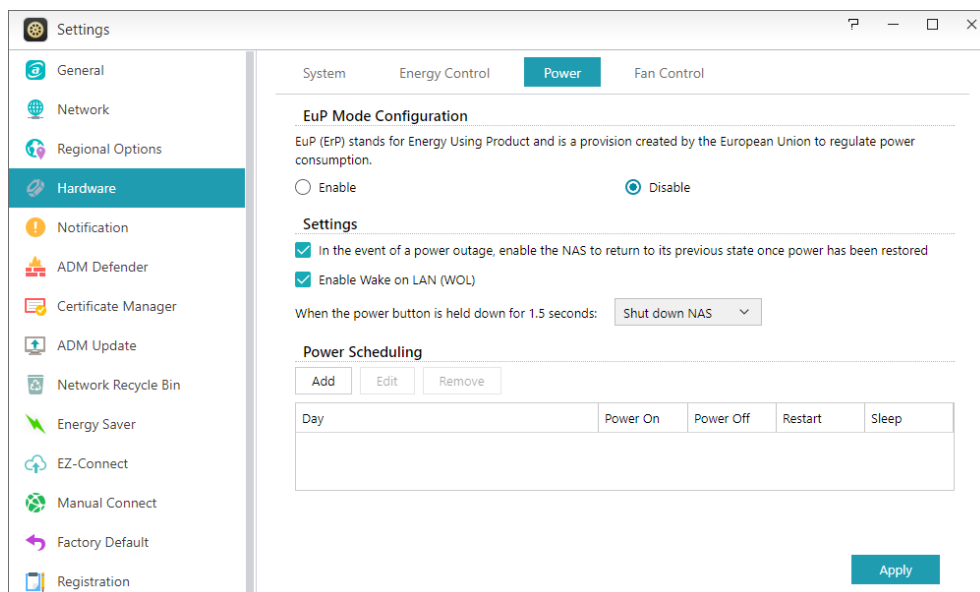 Settings
General
Network
Regional Options
Hardware
Notification
ADM Defender
Certificate Manager
ADM Update
Network Recycle Bin
Energy Saver
EZ-Connect
Manual Connect
Factory Default
Registration
System Energy Control Power Fan Control
EuP Mode Configuration
EuP (ErP) stands for Energy Using Product and is a provision created by the European Union to regulate power
consumption.
Enable Disable
Settings
In the event of a power outage, enable the NAS to return to its previous state once power has been restored
Enable Wake on LAN (WOL)
When the power button is held down for 1.5 seconds: Shut down NAS
Power Scheduling
Add Edit Remove
Day Power On Power Off Restart Sleep
Apply